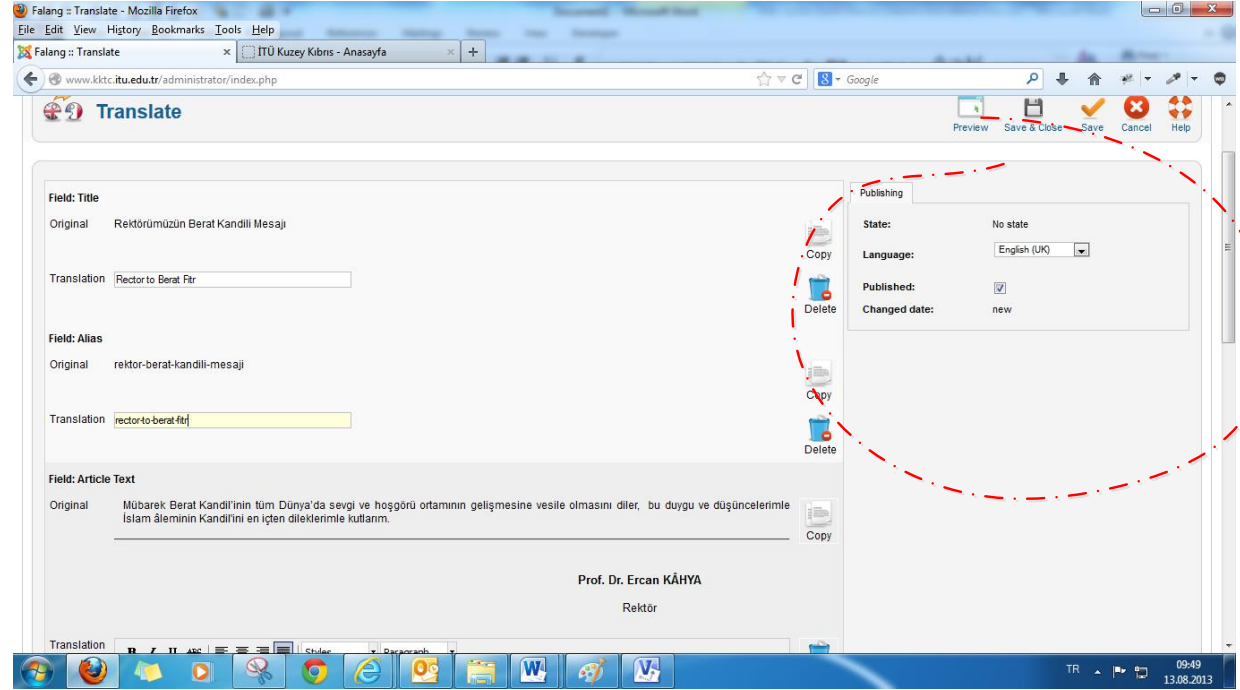 Falang :: Translate - Mozilla Firefox
File Edit View History Bookmarks Tools Help
Falang :: Translate × İTÜ Kuzey Kıbrıs - Anasayfa × +
www.kktc.itu.edu.tr/administrator/index.php Google
Translate
Preview Save & Close Save Cancel Help
Publishing
Field: Title
Original Rektörümüzün Berat Kandili Mesajı
Copy
State: No state
Language: English (UK)
Translation Rector to Berat Fitr
Delete
Published:
Changed date: new
Field: Alias
Original rektor-berat-kandili-mesaji
Copy
Translation rector-to-berat-fitr
Delete
Field: Article Text
Original Mübarek Berat Kandil'inin tüm Dünya'da sevgi ve hoşgörü ortamının gelişmesine vesile olmasını diler, bu duygu ve düşüncelerimle
İslam âleminin Kandil'ini en içten dileklerimle kutlarım.
Copy
Prof. Dr. Ercan KÂHYA
Rektör
Translation B I U ABC Styles Paragraph
TR 09:49
13.08.2013